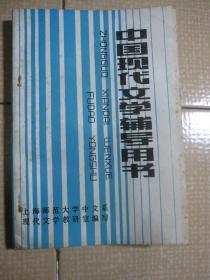 中国现代文学辅导用书
ZHONGGUO XIANDAI WENXUE
FUDAO YONGSHU
上海师范大学中文系
现代文学教研室编写